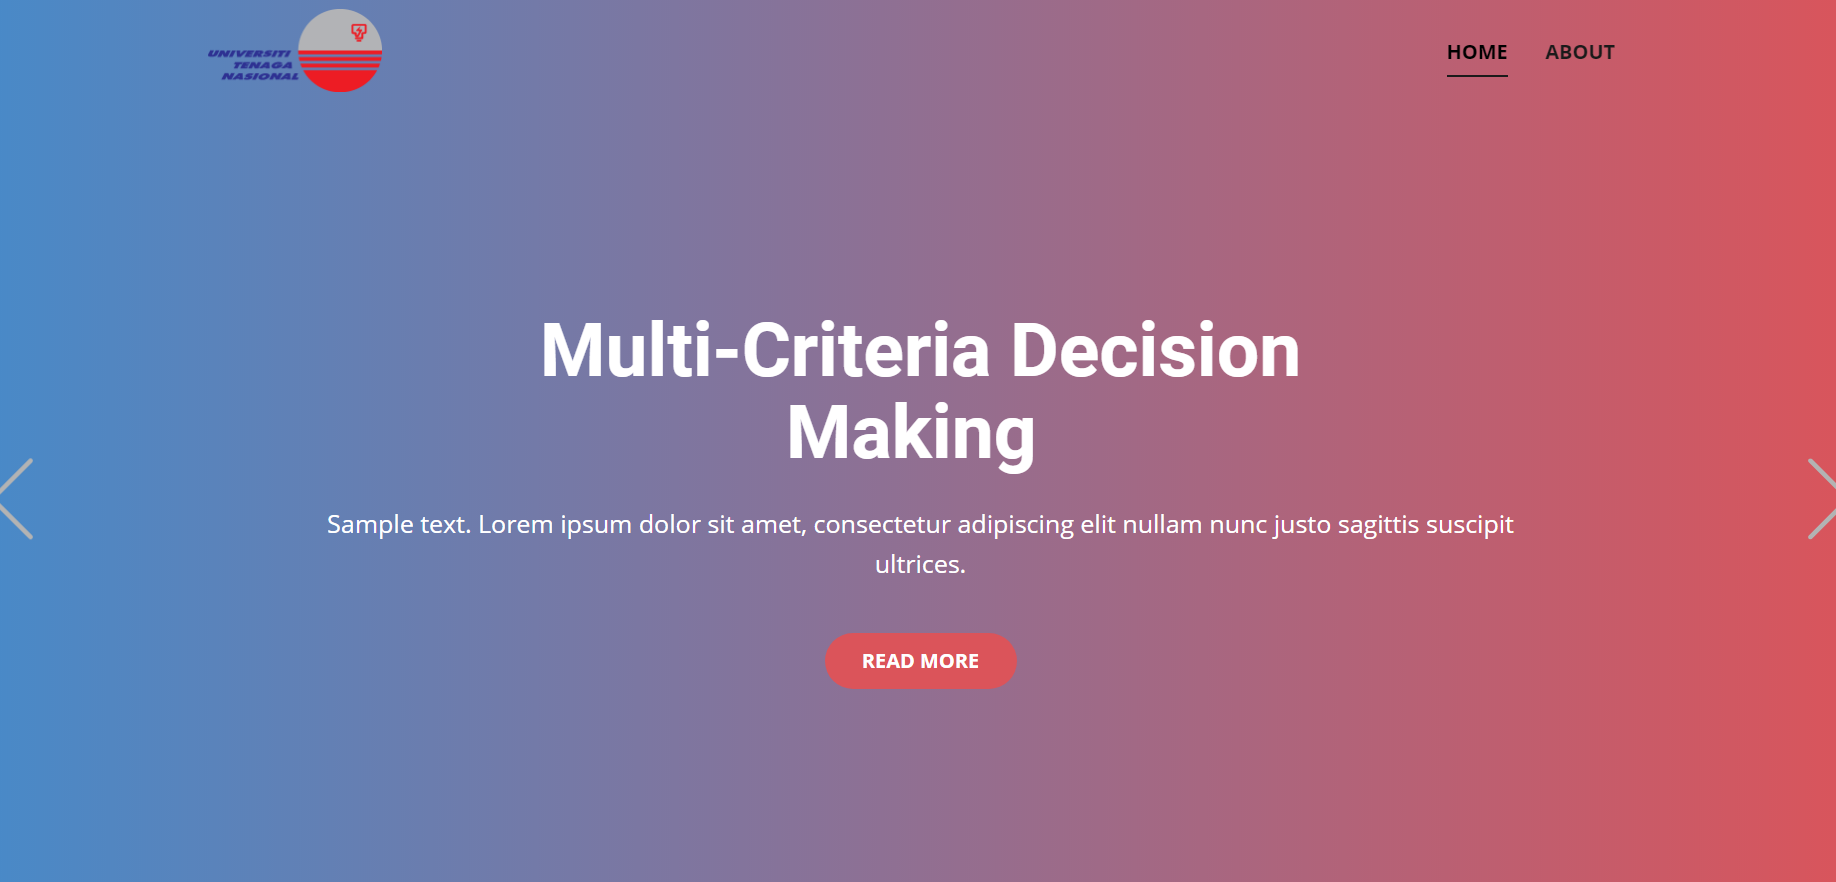 UNIVERSITI
TENAGA
NASIONAL
HOME ABOUT
Multi-Criteria Decision
Making
Sample text. Lorem ipsum dolor sit amet, consectetur adipiscing elit nullam nunc justo sagittis suscipit
ultrices.
READ MORE